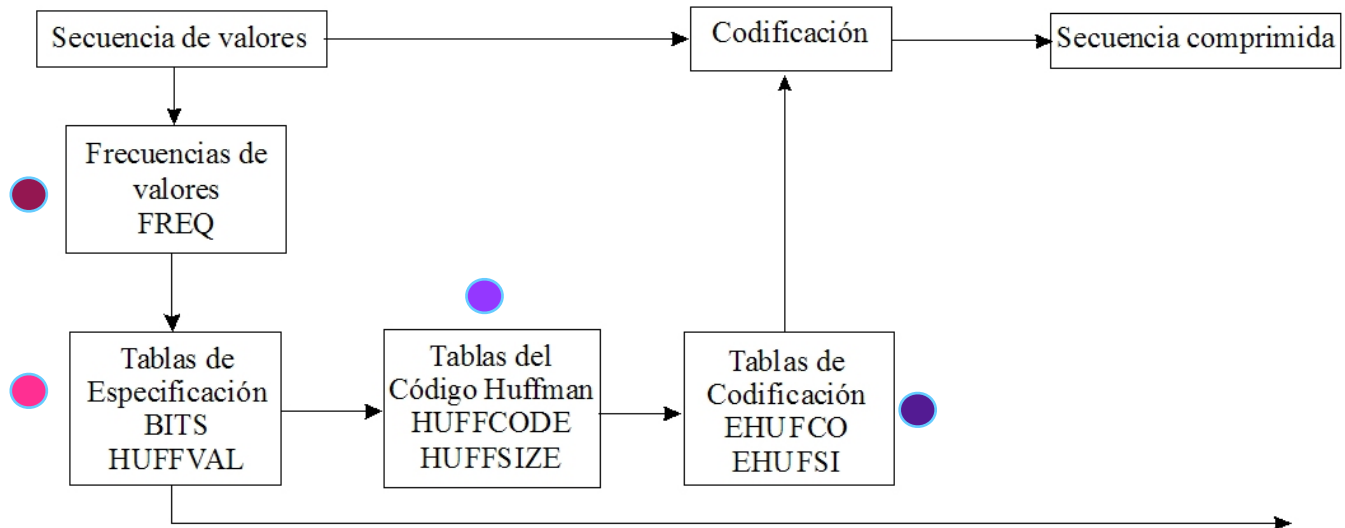 Secuencia de valores
Codificación
Secuencia comprimida
Frecuencias de
valores
FREQ
Tablas de
Especificación
BITS
HUFFVAL
Tablas del
Código Huffman
HUFFCODE
HUFFSIZE
Tablas de
Codificación
EHUFCO
EHUFSI